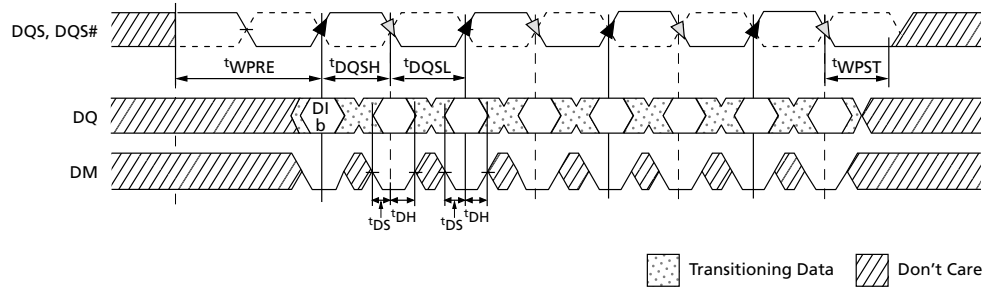 DQS, DQS#
tWPRE tDQSH tDQSL tWPST
DQ
DI
b
DM
tDS tDH tDS tDH
Transitioning Data Don't Care